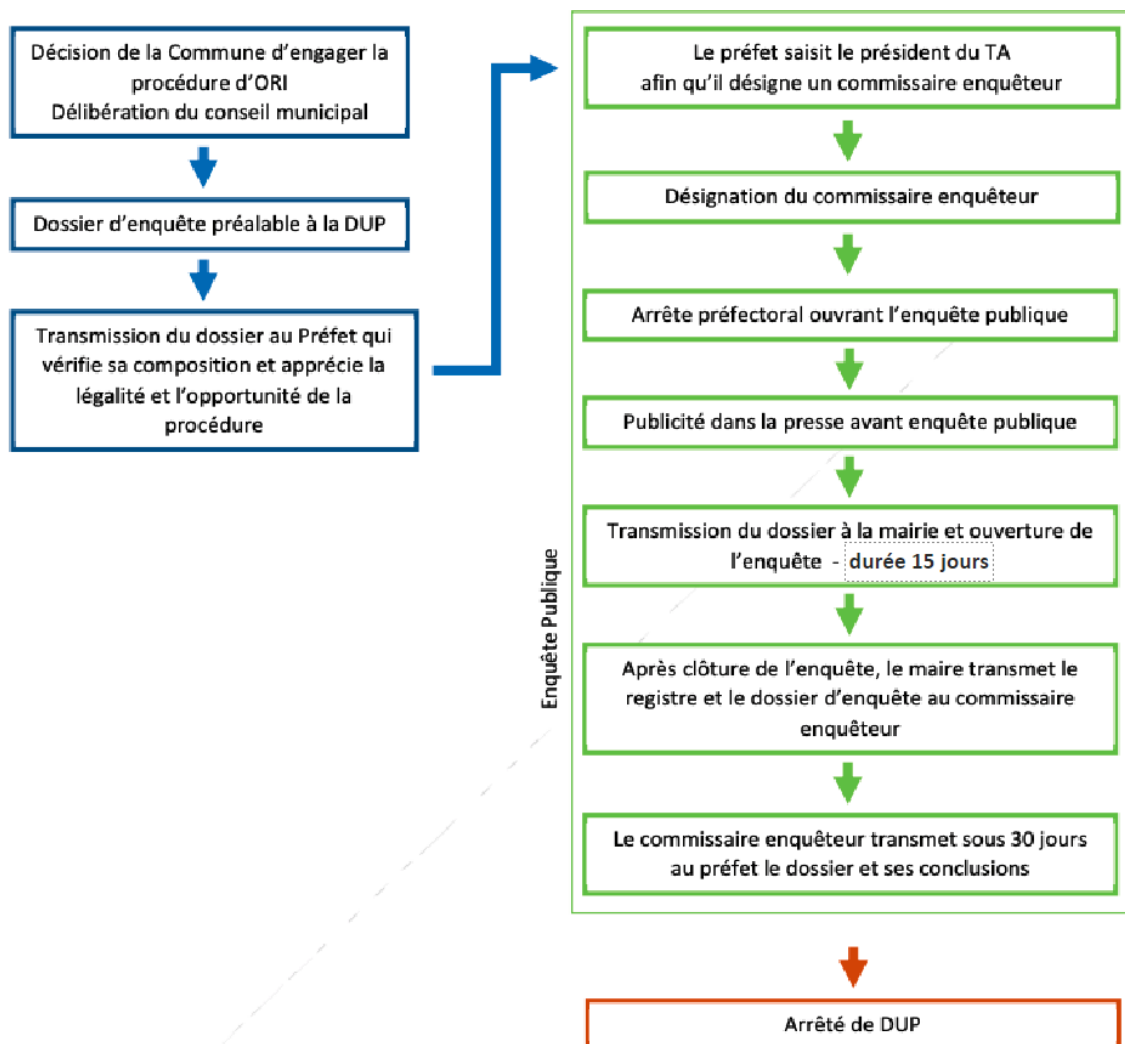 Décision de la Commune d'engager la
procédure d'ORI
Délibération du conseil municipal
Dossier d'enquête préalable à la DUP
Transmission du dossier au Préfet qui
vérifie sa composition et apprécie la
légalité et l'opportunité de la
procédure
Enquête Publique
Le préfet saisit le président du TA
afin qu'il désigne un commissaire enquêteur
Désignation du commissaire enquêteur
Arrête préfectoral ouvrant l'enquête publique
Publicité dans la presse avant enquête publique
Transmission du dossier à la mairie et ouverture de
l'enquête - durée 15 jours
Après clôture de l'enquête, le maire transmet le
registre et le dossier d'enquête au commissaire
enquêteur
Le commissaire enquêteur transmet sous 30 jours
au préfet le dossier et ses conclusions
Arrêté de DUP